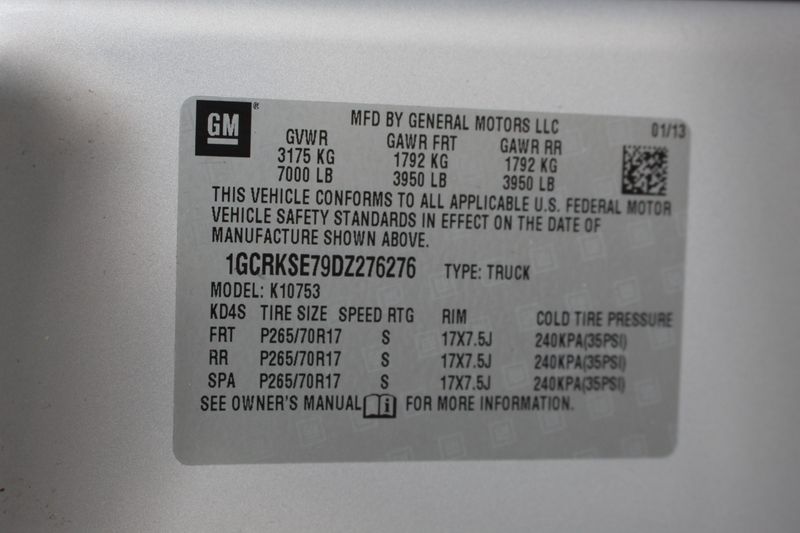 GM
MFD BY GENERAL MOTORS LLC 01/13
GVWR GAWR FRT GAWR RR
3175 KG 1792 KG 1792 KG
7000 LB 3950 LB 3950 LB
THIS VEHICLE CONFORMS TO ALL APPLICABLE U.S. FEDERAL MOTOR
VEHICLE SAFETY STANDARDS IN EFFECT ON THE DATE OF
MANUFACTURE SHOWN ABOVE.
1GCRKSE79DZ276276 TYPE: TRUCK
MODEL: K10753
KD4S TIRE SIZE SPEED RTG RIM COLD TIRE PRESSURE
FRT P265/70R17 S 17X7.5J 240KPA(35PSI)
RR P265/70R17 S 17X7.5J 240KPA(35PSI)
SPA P265/70R17 S 17X7.5J 240KPA(35PSI)
SEE OWNER'S MANUAL FOR MORE INFORMATION.